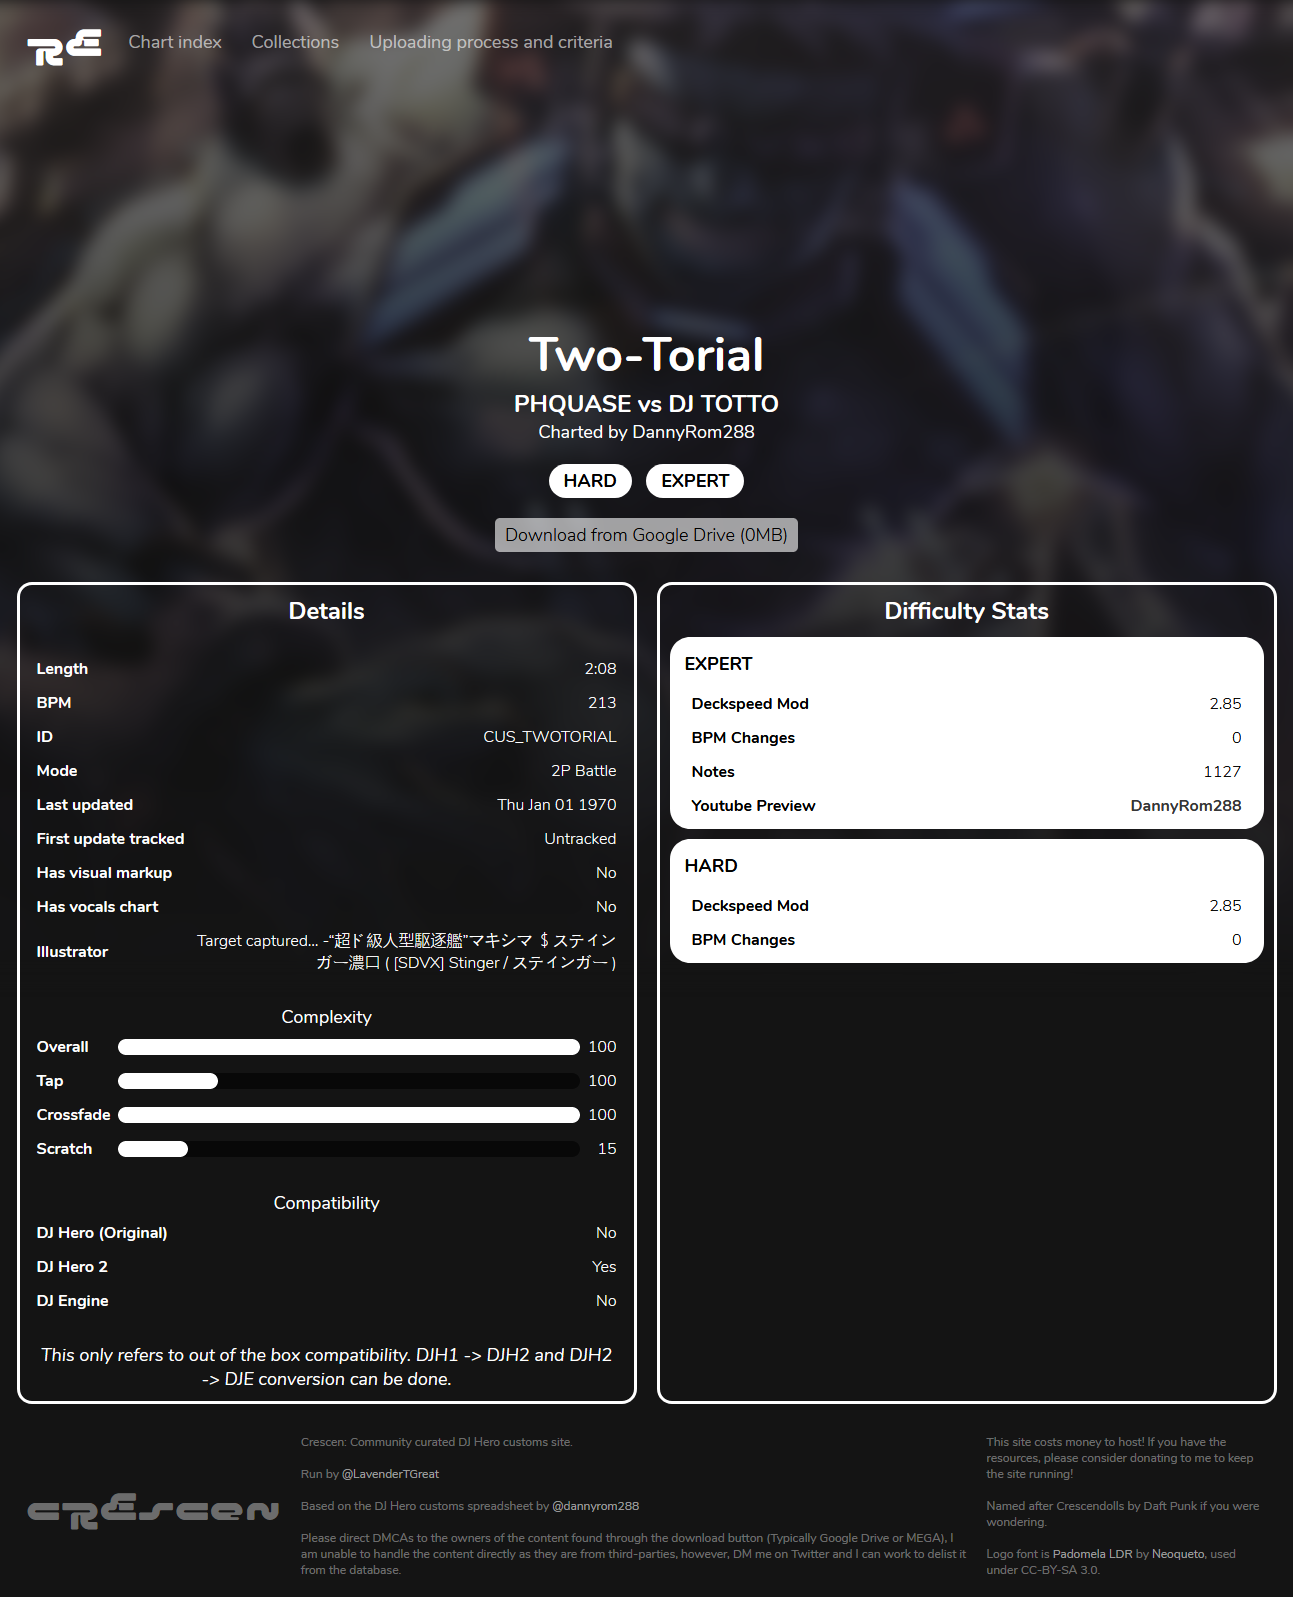 RE
Chart index
Collections
Uploading process and criteria
Two-Torial
PHQUASE vs DJ TOTTO
Charted by DannyRom288
HARD
EXPERT
Download from Google Drive (0MB)
Details
Length 2:08
BPM 213
ID CUS_TWOTORIAL
Mode 2P Battle
Last updated Thu Jan 01 1970
First update tracked Untracked
Has visual markup No
Has vocals chart No
Illustrator Target captured... -“超ド級人型駆逐艦”マキシマ ＄ステイン
ガー濃口 ( [SDVX] Stinger / ステインガー )
Complexity
Overall 100
Tap 100
Crossfade 100
Scratch 15
Compatibility
DJ Hero (Original) No
DJ Hero 2 Yes
DJ Engine No
This only refers to out of the box compatibility. DJH1 -> DJH2 and DJH2
-> DJE conversion can be done.
Difficulty Stats
EXPERT
Deckspeed Mod 2.85
BPM Changes 0
Notes 1127
Youtube Preview DannyRom288
HARD
Deckspeed Mod 2.85
BPM Changes 0
CRESCEN
Crescen: Community curated DJ Hero customs site.
Run by @LavenderTGreat
Based on the DJ Hero customs spreadsheet by @dannyrom288
Please direct DMCAs to the owners of the content found through the download button (Typically Google Drive or MEGA), I
am unable to handle the content directly as they are from third-parties, however, DM me on Twitter and I can work to delist it
from the database.
This site costs money to host! If you have the
resources, please consider donating to me to keep
the site running!
Named after Crescendolls by Daft Punk if you were
wondering.
Logo font is Padomela LDR by Neoqueto, used
under CC-BY-SA 3.0.